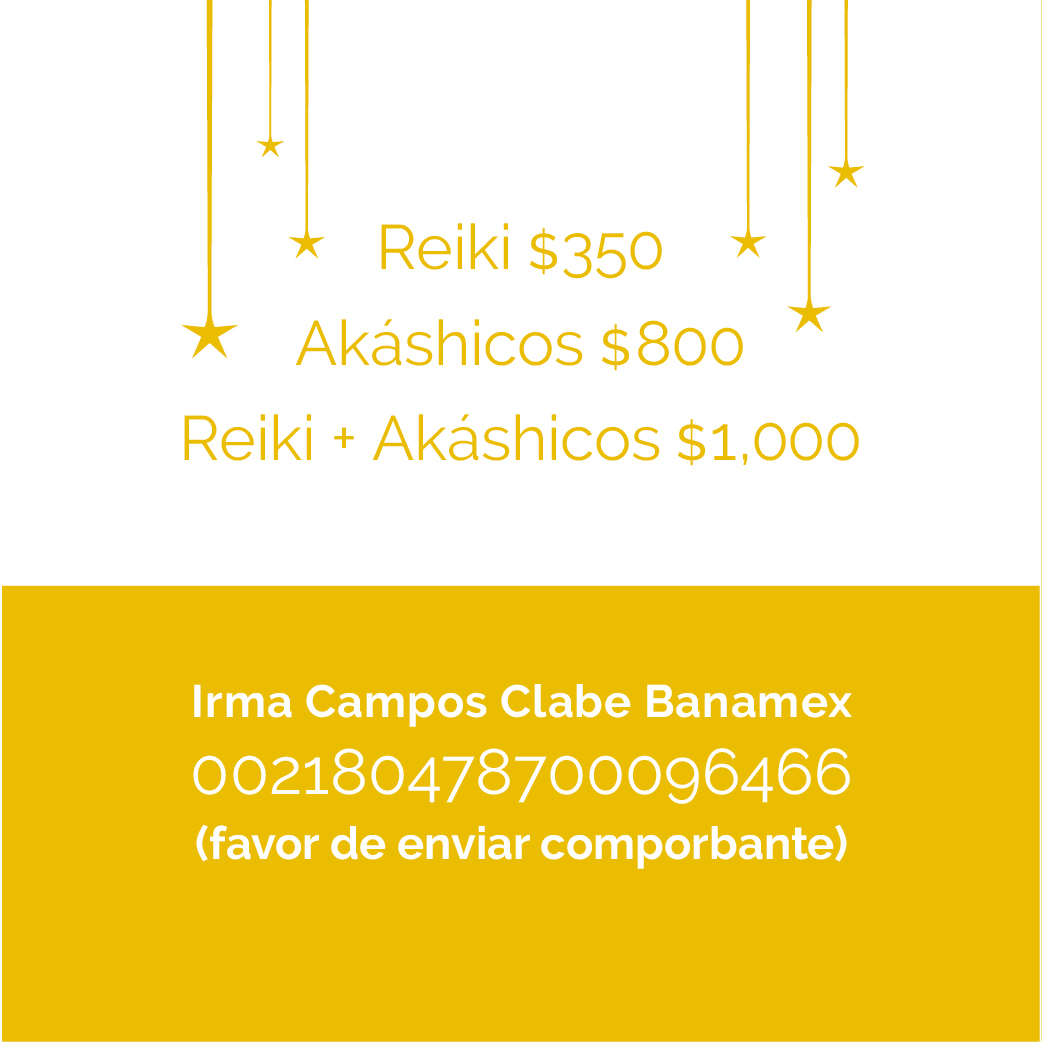 Reiki $350
Akáshicos $800
Reiki + Akáshicos $1,000
Irma Campos Clabe Banamex
002180478700096466
(favor de enviar comporbante)